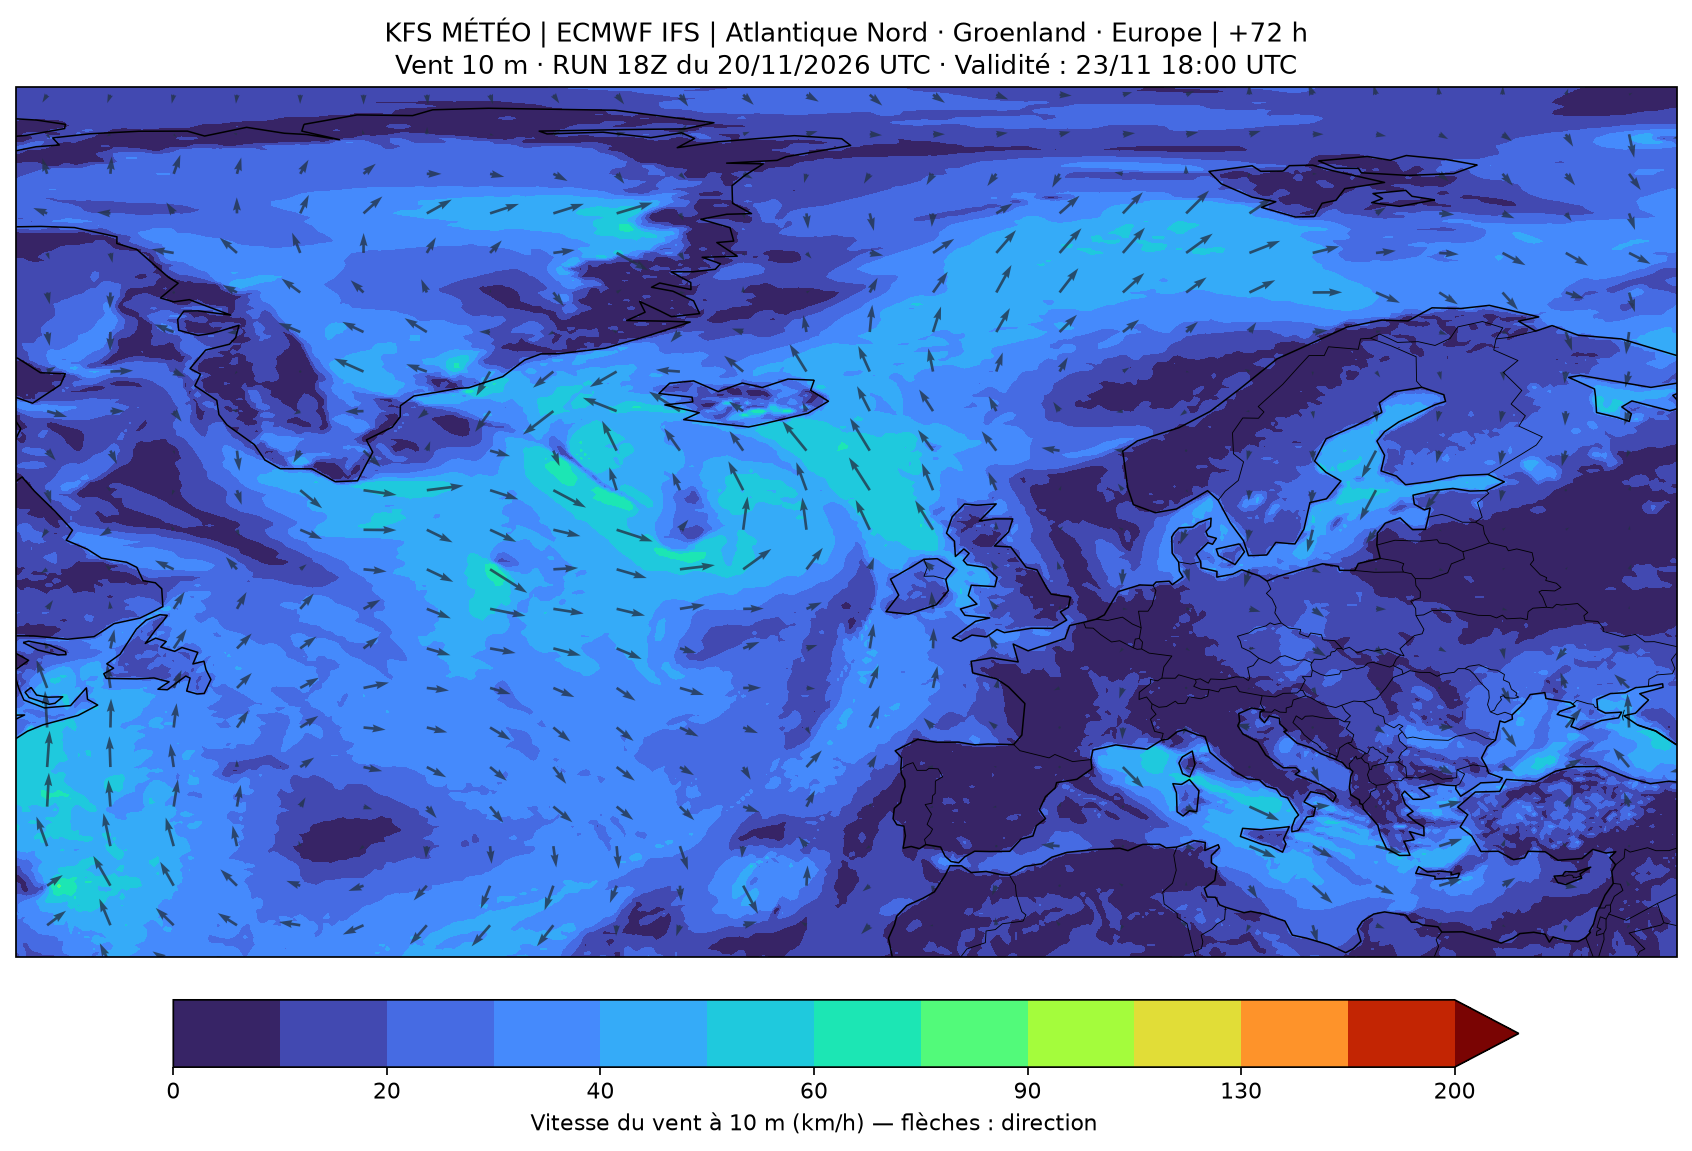 KFS MÉTÉO | ECMWF IFS | Atlantique Nord · Groenland · Europe | +72 h
Vent 10 m · RUN 18Z du 20/11/2026 UTC · Validité : 23/11 18:00 UTC
0 20 40 60 90 130 200
Vitesse du vent à 10 m (km/h) — flèches : direction